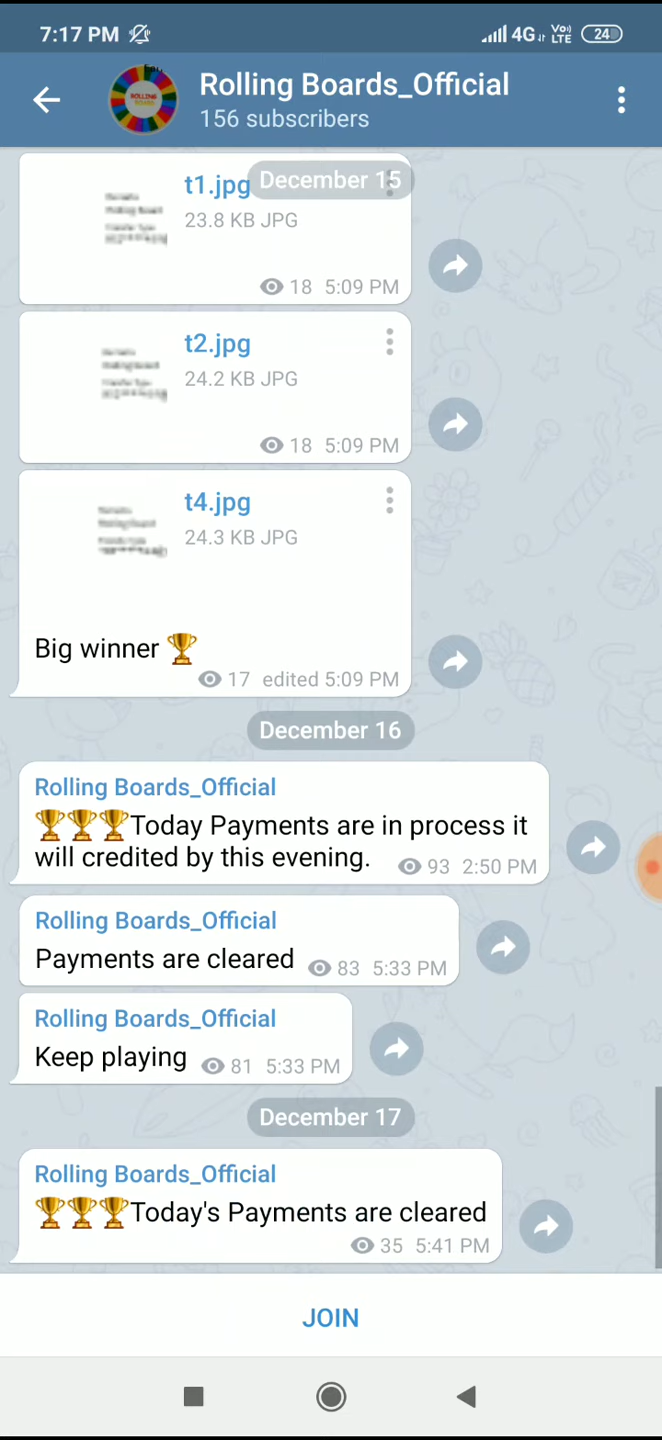 7:17 PM
4G
Vo))
LTE
24
Rolling Boards_Official
156 subscribers
December 15
t1.jpg
23.8 KB JPG
18 5:09 PM
t2.jpg
24.2 KB JPG
18 5:09 PM
t4.jpg
24.3 KB JPG
Big winner 🏆
17 edited 5:09 PM
December 16
Rolling Boards_Official
🏆🏆🏆Today Payments are in process it
will credited by this evening.
93 2:50 PM
Rolling Boards_Official
Payments are cleared
83 5:33 PM
Rolling Boards_Official
Keep playing
81 5:33 PM
December 17
Rolling Boards_Official
🏆🏆🏆Today's Payments are cleared
35 5:41 PM
JOIN